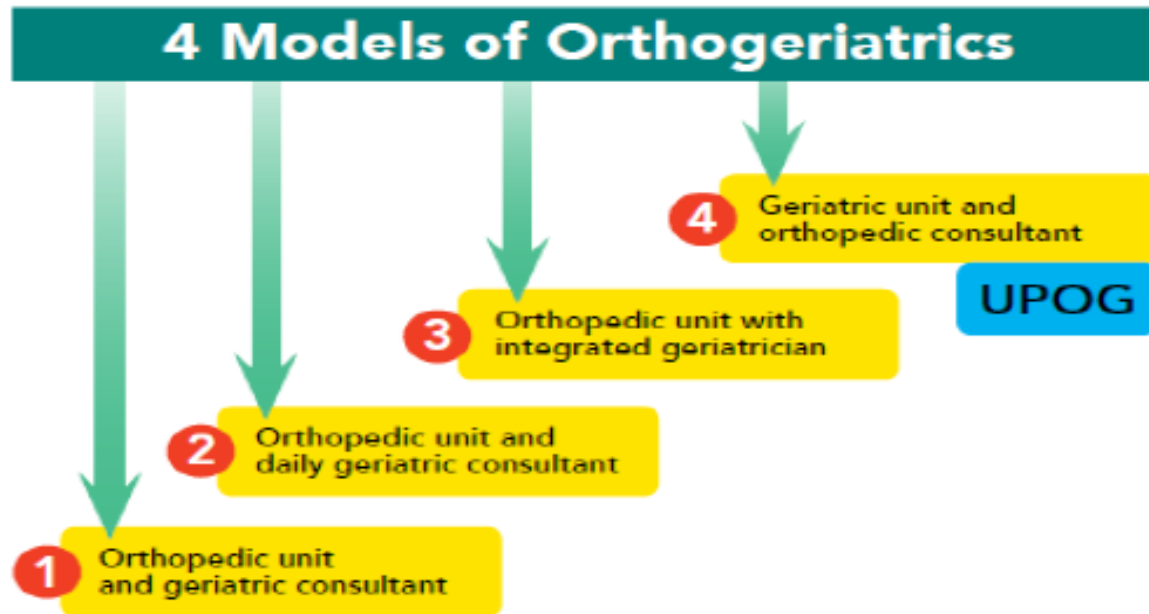 4 Models of Orthogeriatrics
4
Geriatric unit and
orthopedic consultant
UPOG
3
Orthopedic unit with
integrated geriatrician
2
Orthopedic unit and
daily geriatric consultant
1
Orthopedic unit
and geriatric consultant